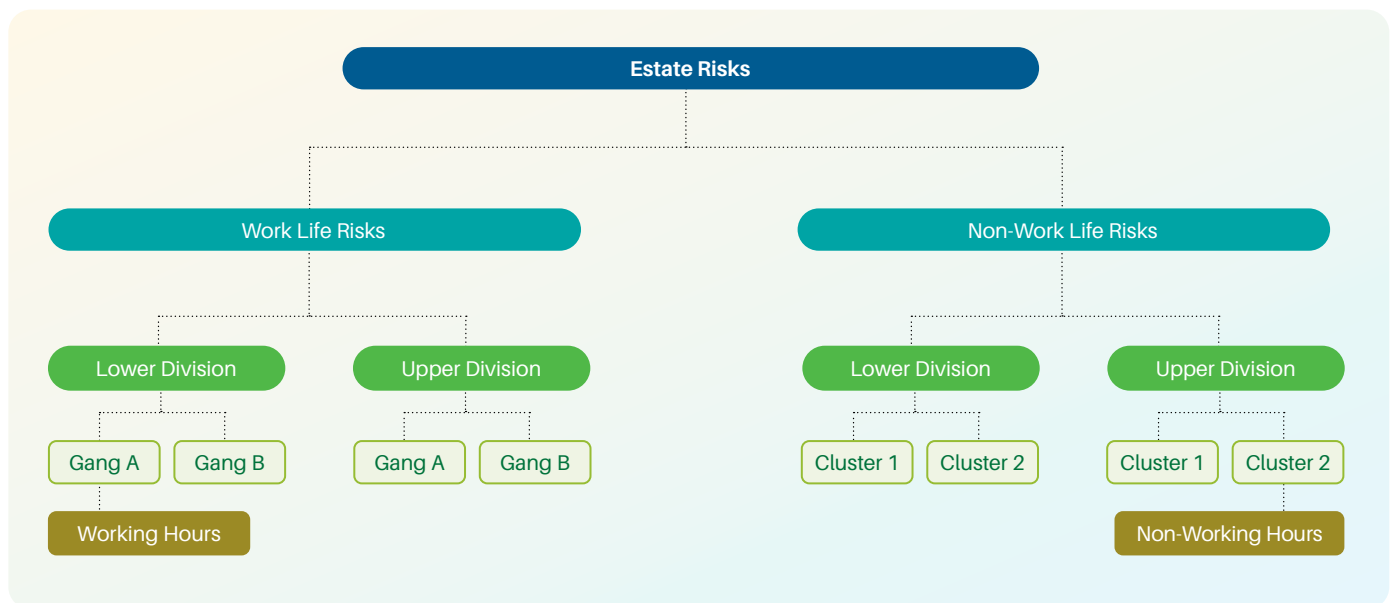 Estate Risks
Work Life Risks
Non-Work Life Risks
Lower Division
Upper Division
Lower Division
Upper Division
Gang A
Gang B
Gang A
Gang B
Cluster 1
Cluster 2
Cluster 1
Cluster 2
Working Hours
Non-Working Hours